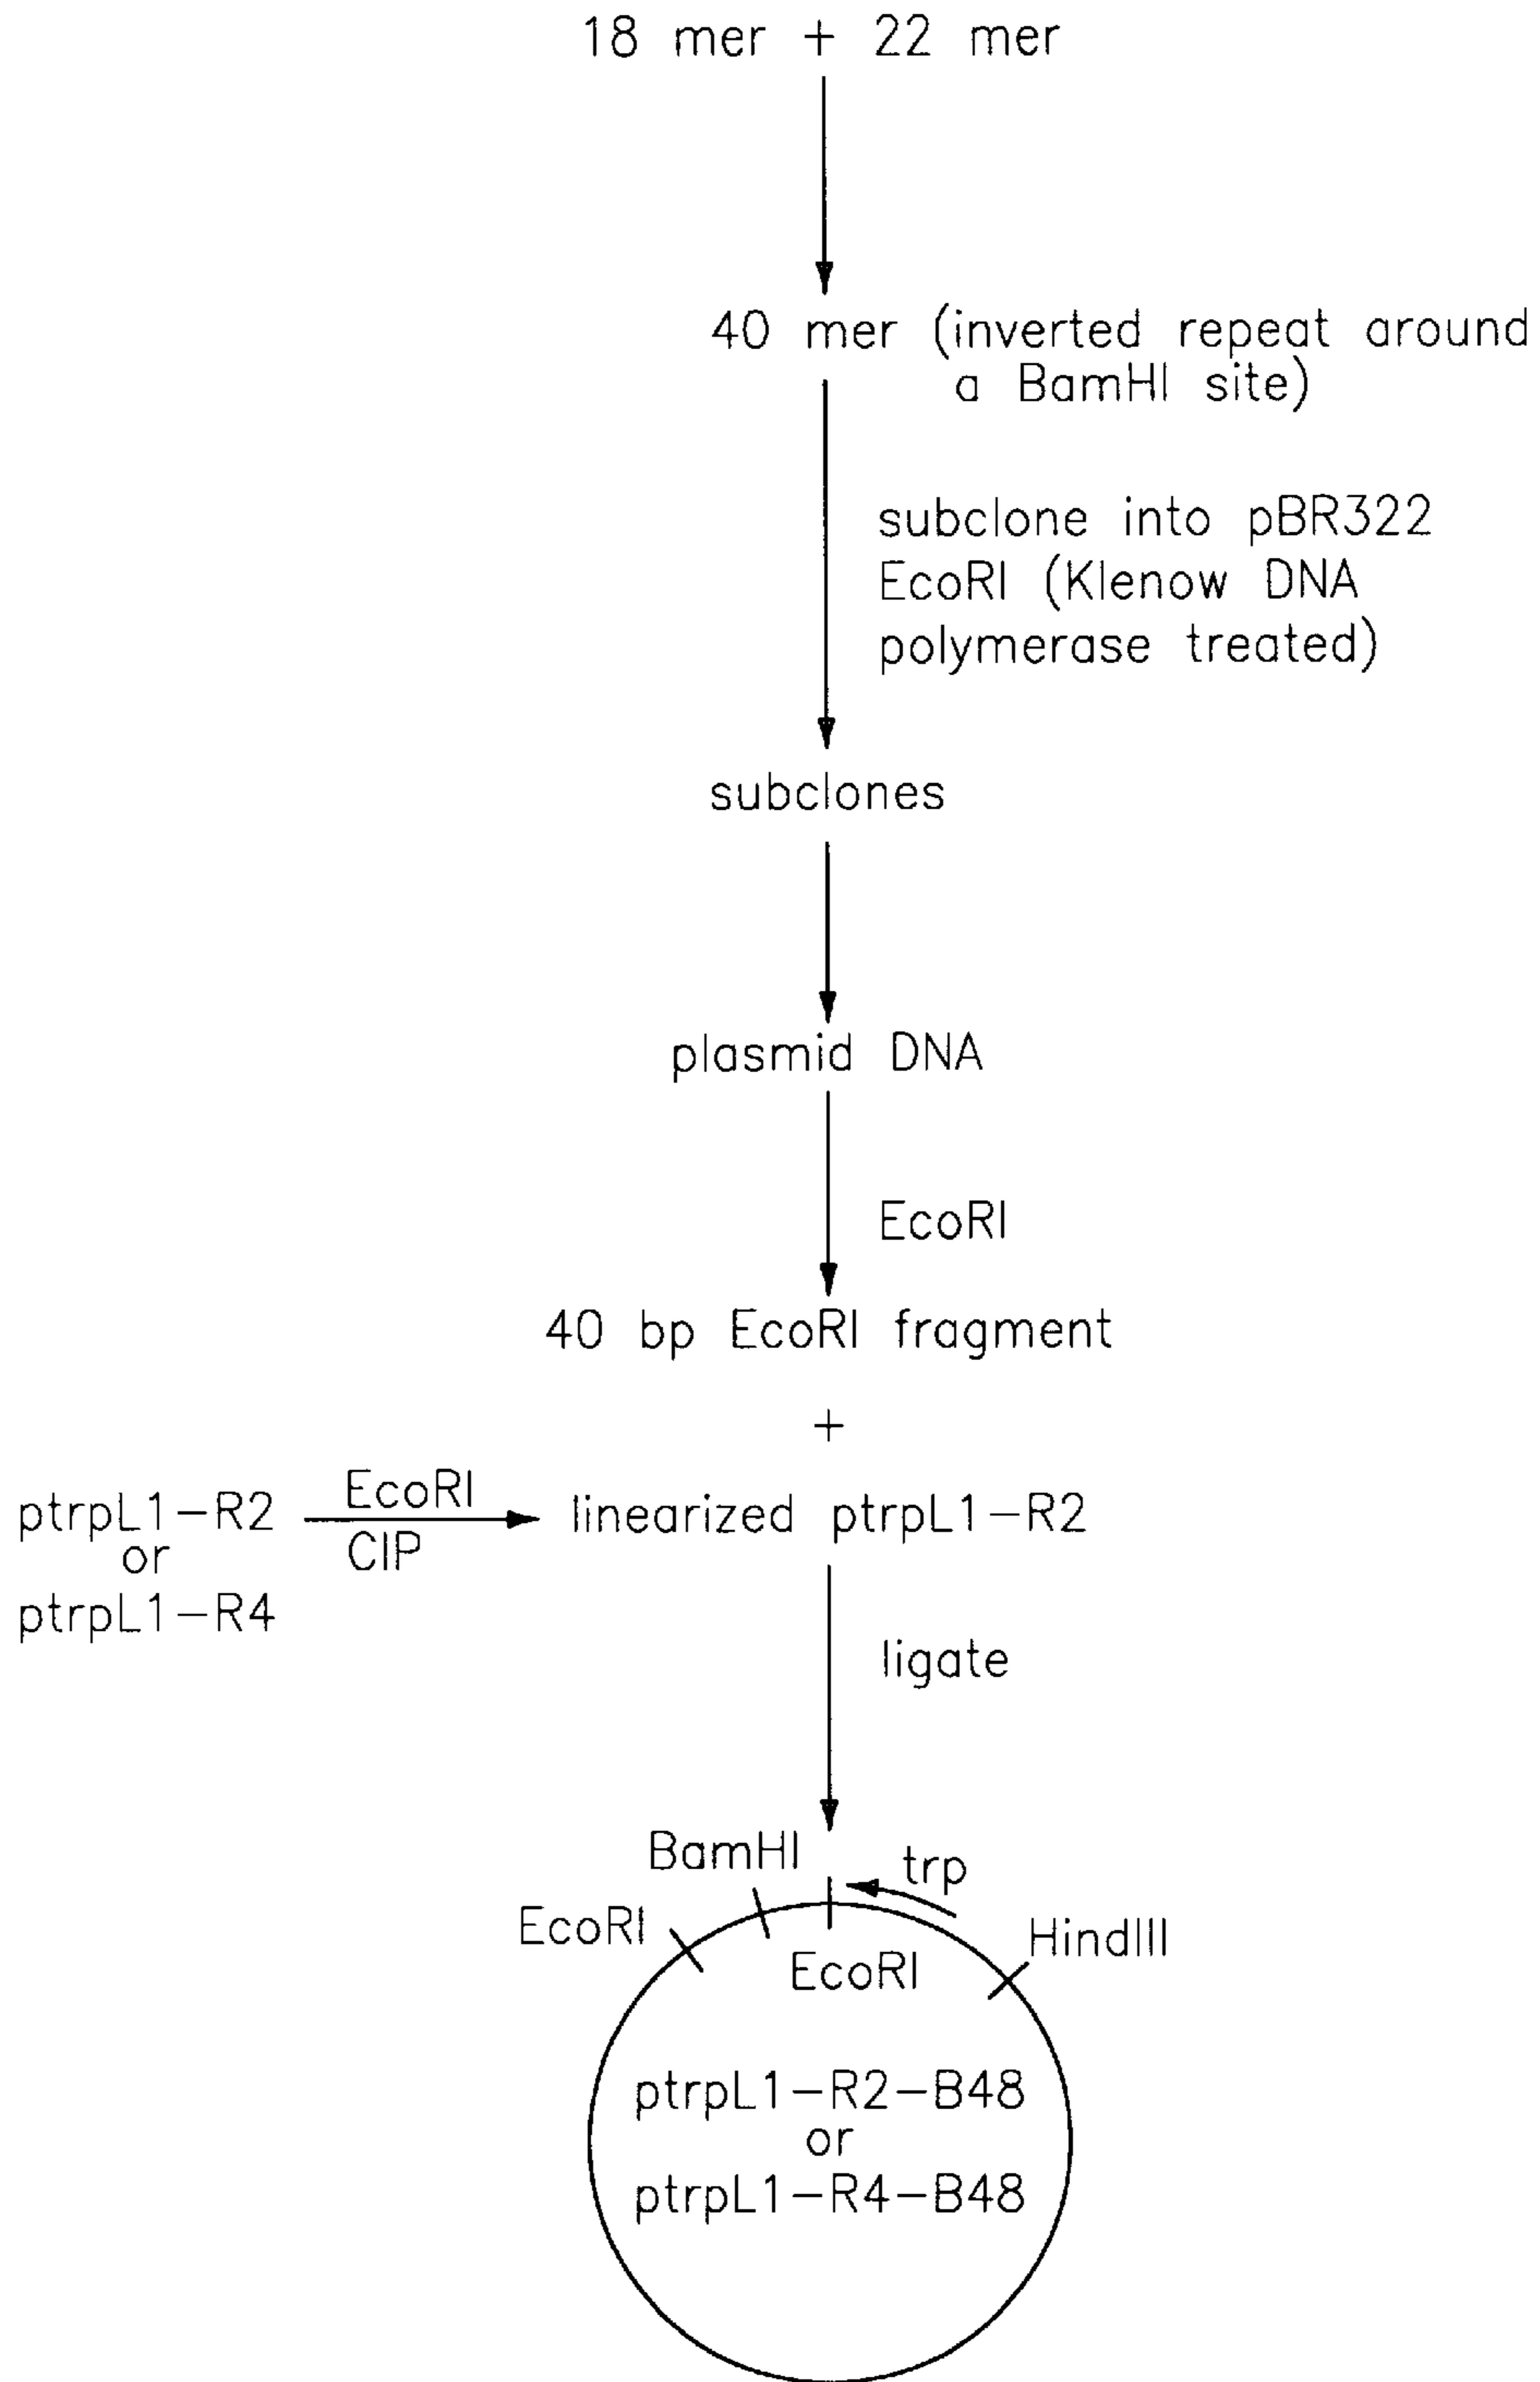 18 mer + 22 mer
40 mer (inverted repeat around
a BamHI site)
subclone into pBR322
EcoRI (Klenow DNA
polymerase treated)
subclones
plasmid DNA
EcoRI
40 bp EcoRI fragment
+
ptrpL1-R2
or
ptrpL1-R4
EcoRI
CIP
linearized ptrpL1-R2
ligate
BamHI
trp
EcoRI
HindIII
EcoRI
ptrpL1-R2-B48
or
ptrpL1-R4-B48